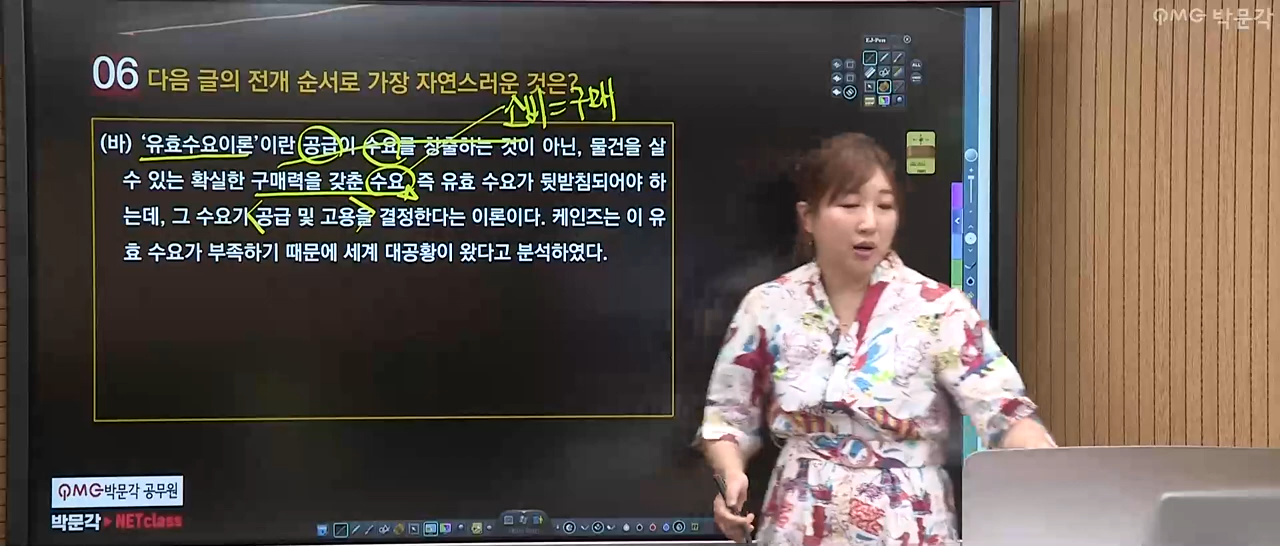 PMG 박문각
EJ-Pen
06 다음 글의 전개 순서로 가장 자연스러운 것은?
소비=구매
(바) ‘유효수요이론’이란 공급이 수요를 창출하는 것이 아닌, 물건을 살
수 있는 확실한 구매력을 갖춘 수요, 즉 유효 수요가 뒷받침되어야 하
는데, 그 수요가 공급 및 고용을 결정한다는 이론이다. 케인즈는 이 유
효 수요가 부족하기 때문에 세계 대공황이 왔다고 분석하였다.
PMG 박문각 공무원
박문각 NETclass